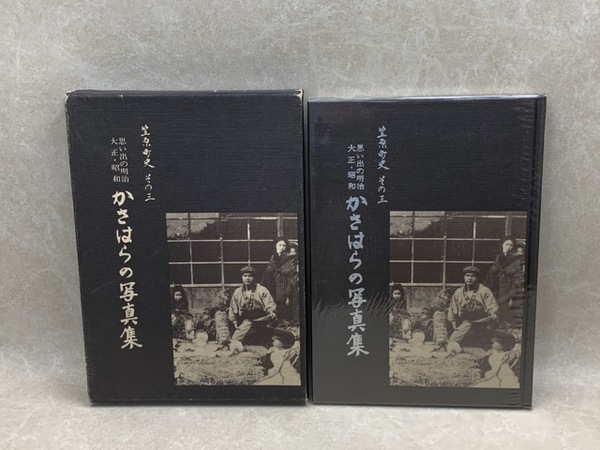 笠原町史 その三
思い出の明治
大正・昭和
かさはらの写真集
笠原町史 その三
思い出の明治
大正・昭和
かさはらの写真集